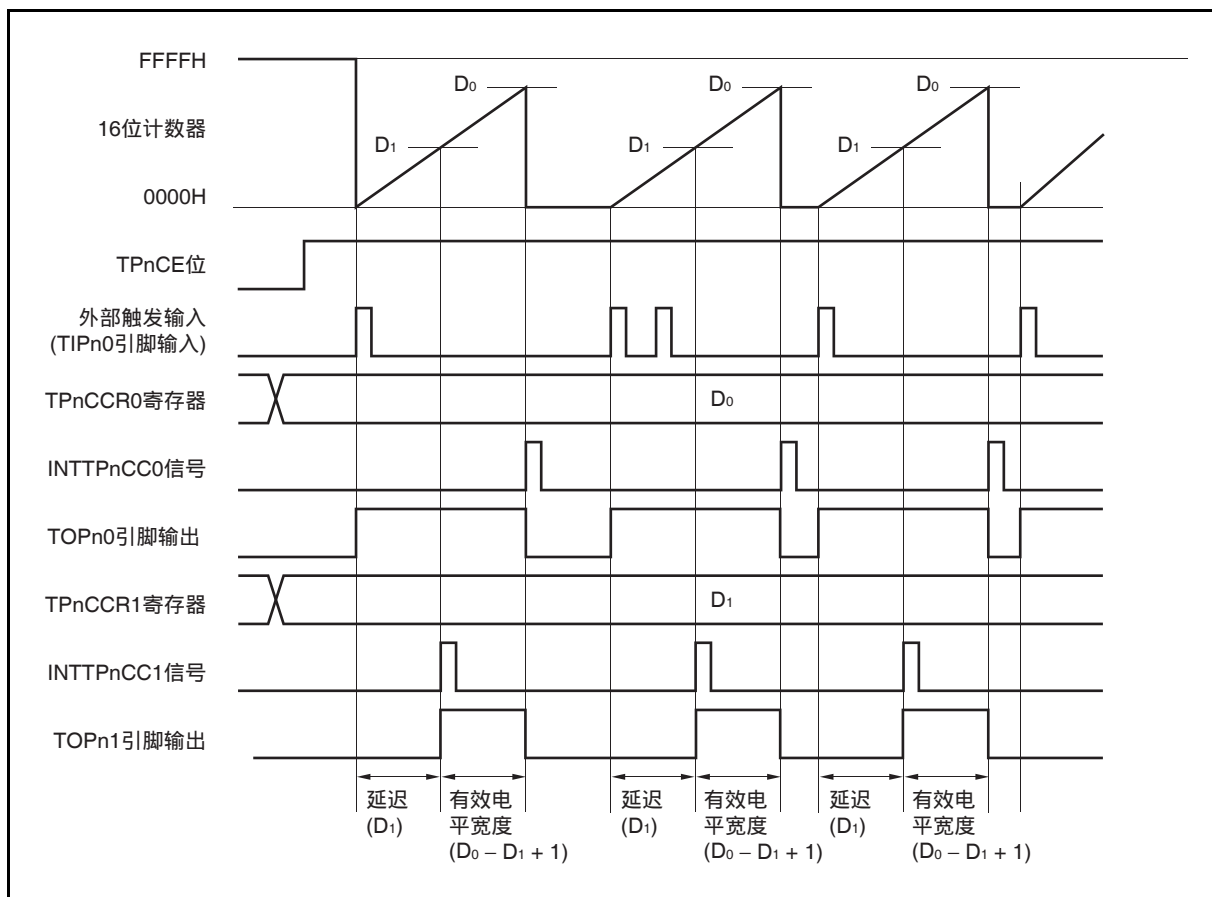 FFFFH
D₀ D₀ D₀
16位计数器
D₁ D₁ D₁
0000H
TPnCE位
外部触发输入
(TIPn0引脚输入)
TPnCCR0寄存器 D₀
INTTPnCC0信号
TOPn0引脚输出
TPnCCR1寄存器 D₁
INTTPnCC1信号
TOPn1引脚输出
延迟 有效电 延迟 有效电 延迟 有效电
(D₁) 平宽度 (D₁) 平宽度 (D₁) 平宽度
(D₀ – D₁ + 1) (D₀ – D₁ + 1) (D₀ – D₁ + 1)